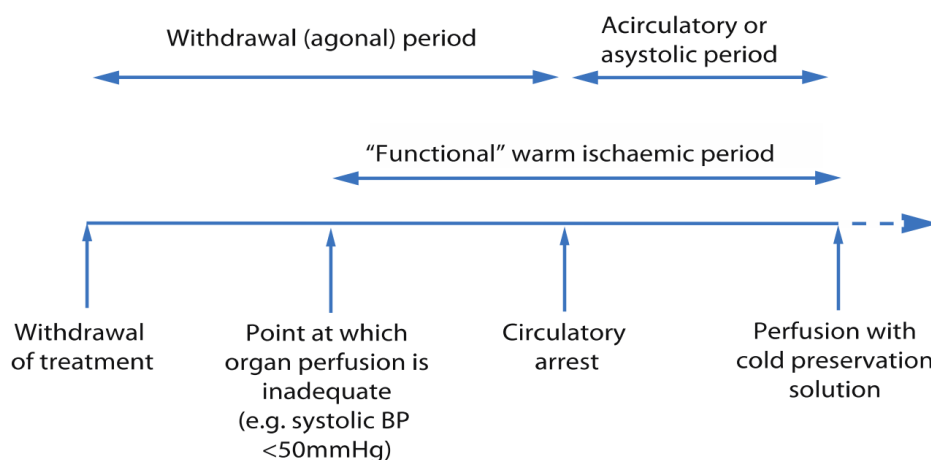 Withdrawal (agonal) period
Acirculatory or
asystolic period
“Functional” warm ischaemic period
Withdrawal
of treatment
Point at which
organ perfusion is
inadequate
(e.g. systolic BP
<50mmHg)
Circulatory
arrest
Perfusion with
cold preservation
solution